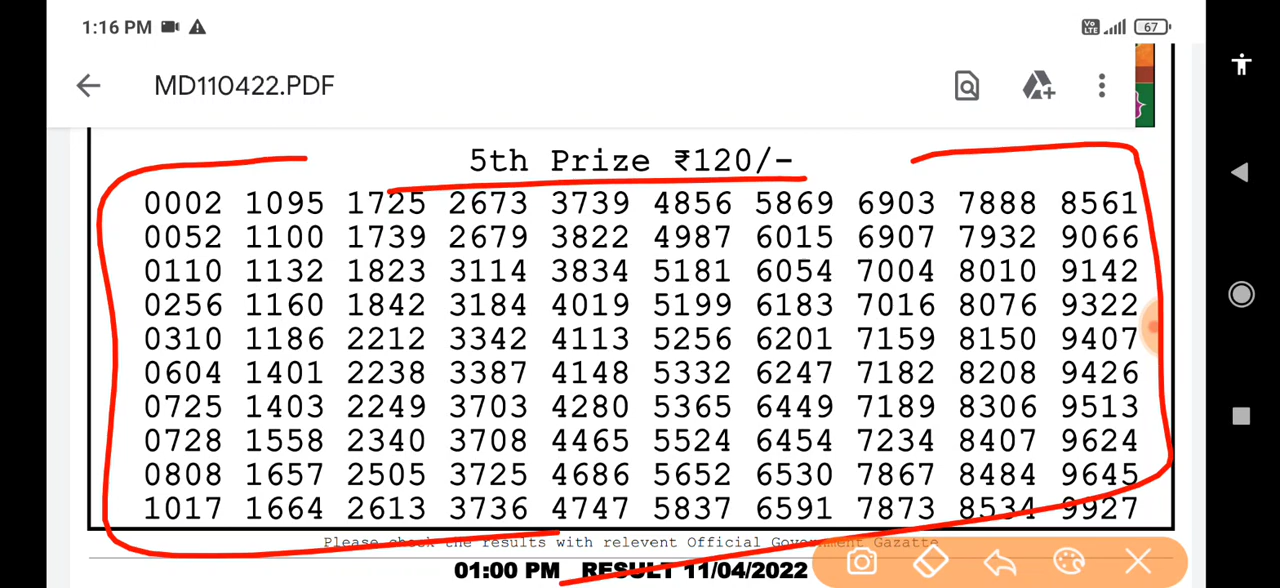 1:16 PM
Vo LTE 67
MD110422.PDF
5th Prize ₹120/-
0002 1095 1725 2673 3739 4856 5869 6903 7888 8561
0052 1100 1739 2679 3822 4987 6015 6907 7932 9066
0110 1132 1823 3114 3834 5181 6054 7004 8010 9142
0256 1160 1842 3184 4019 5199 6183 7016 8076 9322
0310 1186 2212 3342 4113 5256 6201 7159 8150 9407
0604 1401 2238 3387 4148 5332 6247 7182 8208 9426
0725 1403 2249 3703 4280 5365 6449 7189 8306 9513
0728 1558 2340 3708 4465 5524 6454 7234 8407 9624
0808 1657 2505 3725 4686 5652 6530 7867 8484 9645
1017 1664 2613 3736 4747 5837 6591 7873 8534 9927
Please check the results with relevent Official Government Gazatte
01:00 PM RESULT 11/04/2022